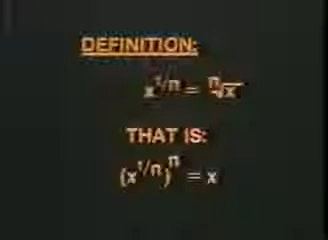 DEFINITION:
x^{1/n} = ⁿ√x
THAT IS:
(x^{1/n})^n = x